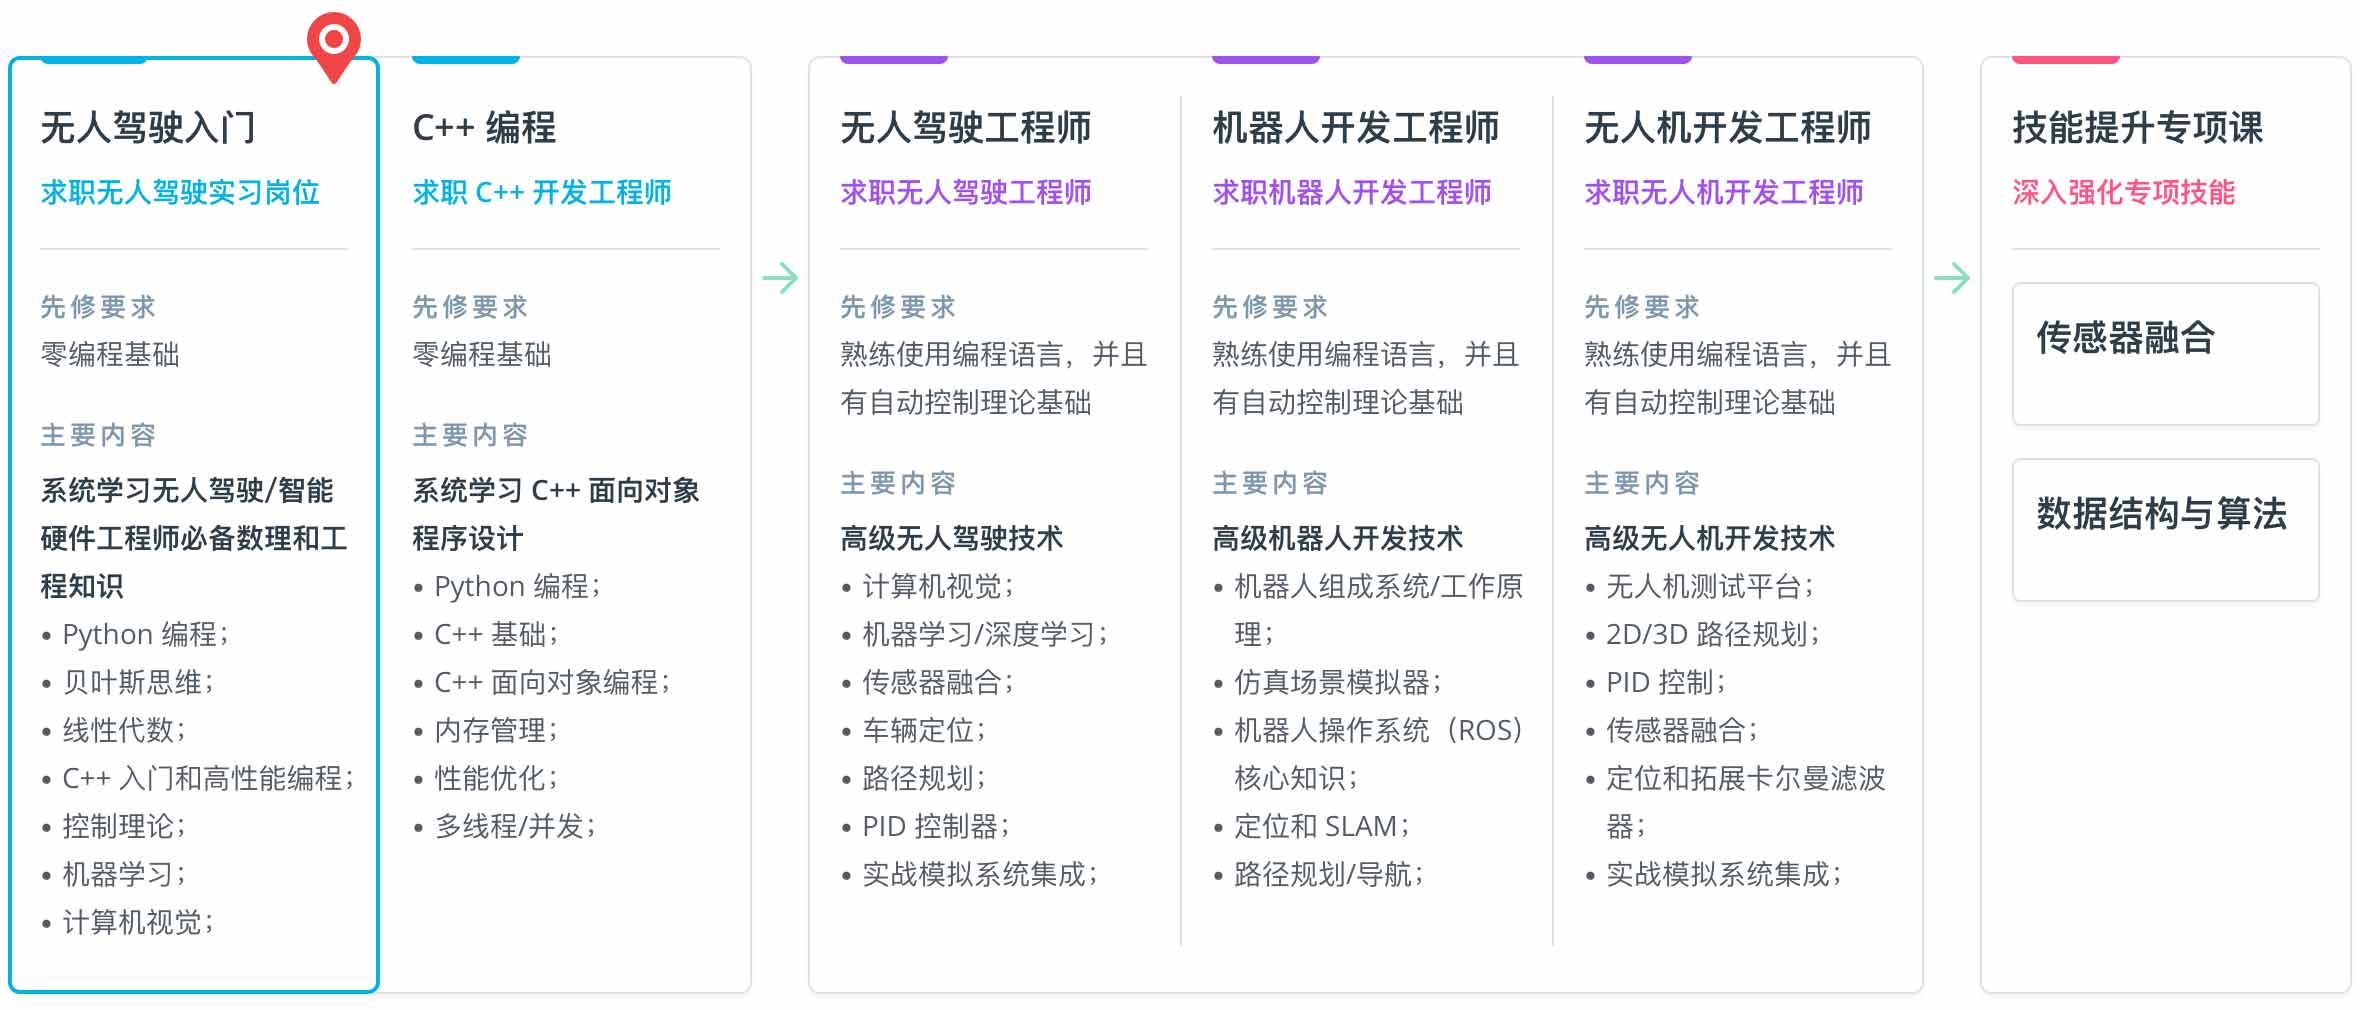 无人驾驶入门
求职无人驾驶实习岗位
先修要求
零编程基础
主要内容
系统学习无人驾驶/智能
硬件工程师必备数理和工
程知识
• Python 编程；
• 贝叶斯思维；
• 线性代数；
• C++ 入门和高性能编程；
• 控制理论；
• 机器学习；
• 计算机视觉；
C++ 编程
求职 C++ 开发工程师
先修要求
零编程基础
主要内容
系统学习 C++ 面向对象
程序设计
• Python 编程；
• C++ 基础；
• C++ 面向对象编程；
• 内存管理；
• 性能优化；
• 多线程/并发；
无人驾驶工程师
求职无人驾驶工程师
先修要求
熟练使用编程语言，并且
有自动控制理论基础
主要内容
高级无人驾驶技术
• 计算机视觉；
• 机器学习/深度学习；
• 传感器融合；
• 车辆定位；
• 路径规划；
• PID 控制器；
• 实战模拟系统集成；
机器人开发工程师
求职机器人开发工程师
先修要求
熟练使用编程语言，并且
有自动控制理论基础
主要内容
高级机器人开发技术
• 机器人组成系统/工作原
理；
• 仿真场景模拟器；
• 机器人操作系统（ROS）
核心知识；
• 定位和 SLAM；
• 路径规划/导航；
无人机开发工程师
求职无人机开发工程师
先修要求
熟练使用编程语言，并且
有自动控制理论基础
主要内容
高级无人机开发技术
• 无人机测试平台；
• 2D/3D 路径规划；
• PID 控制；
• 传感器融合；
• 定位和拓展卡尔曼滤波
器；
• 实战模拟系统集成；
技能提升专项课
深入强化专项技能
传感器融合
数据结构与算法